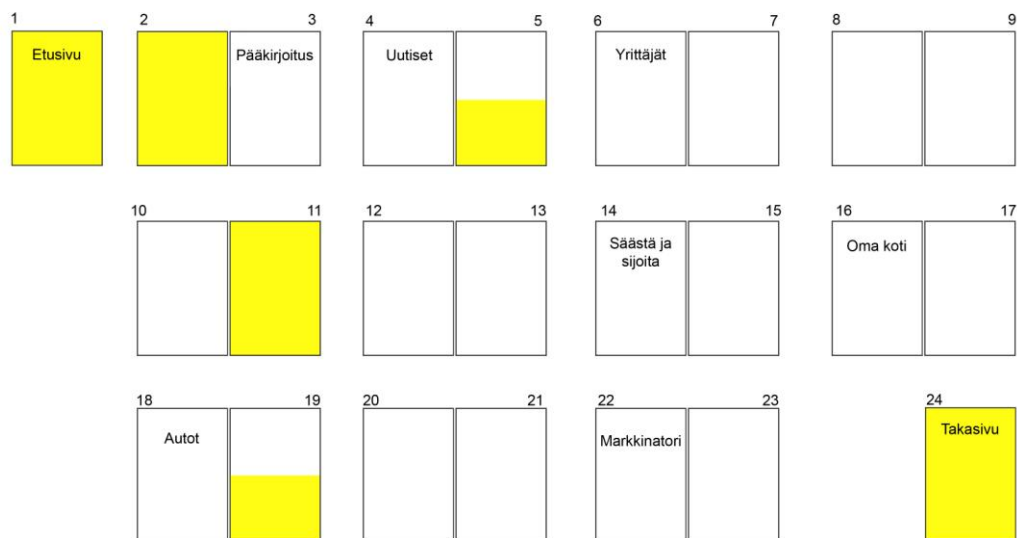 1 2 3 4 5 6 7 8 9
Etusivu Pääkirjoitus Uutiset Yrittäjät
10 11 12 13 14 15 16 17
Säästä ja
sijoita
Oma koti
18 19 20 21 22 23 24
Autot Markkinatori Takasivu